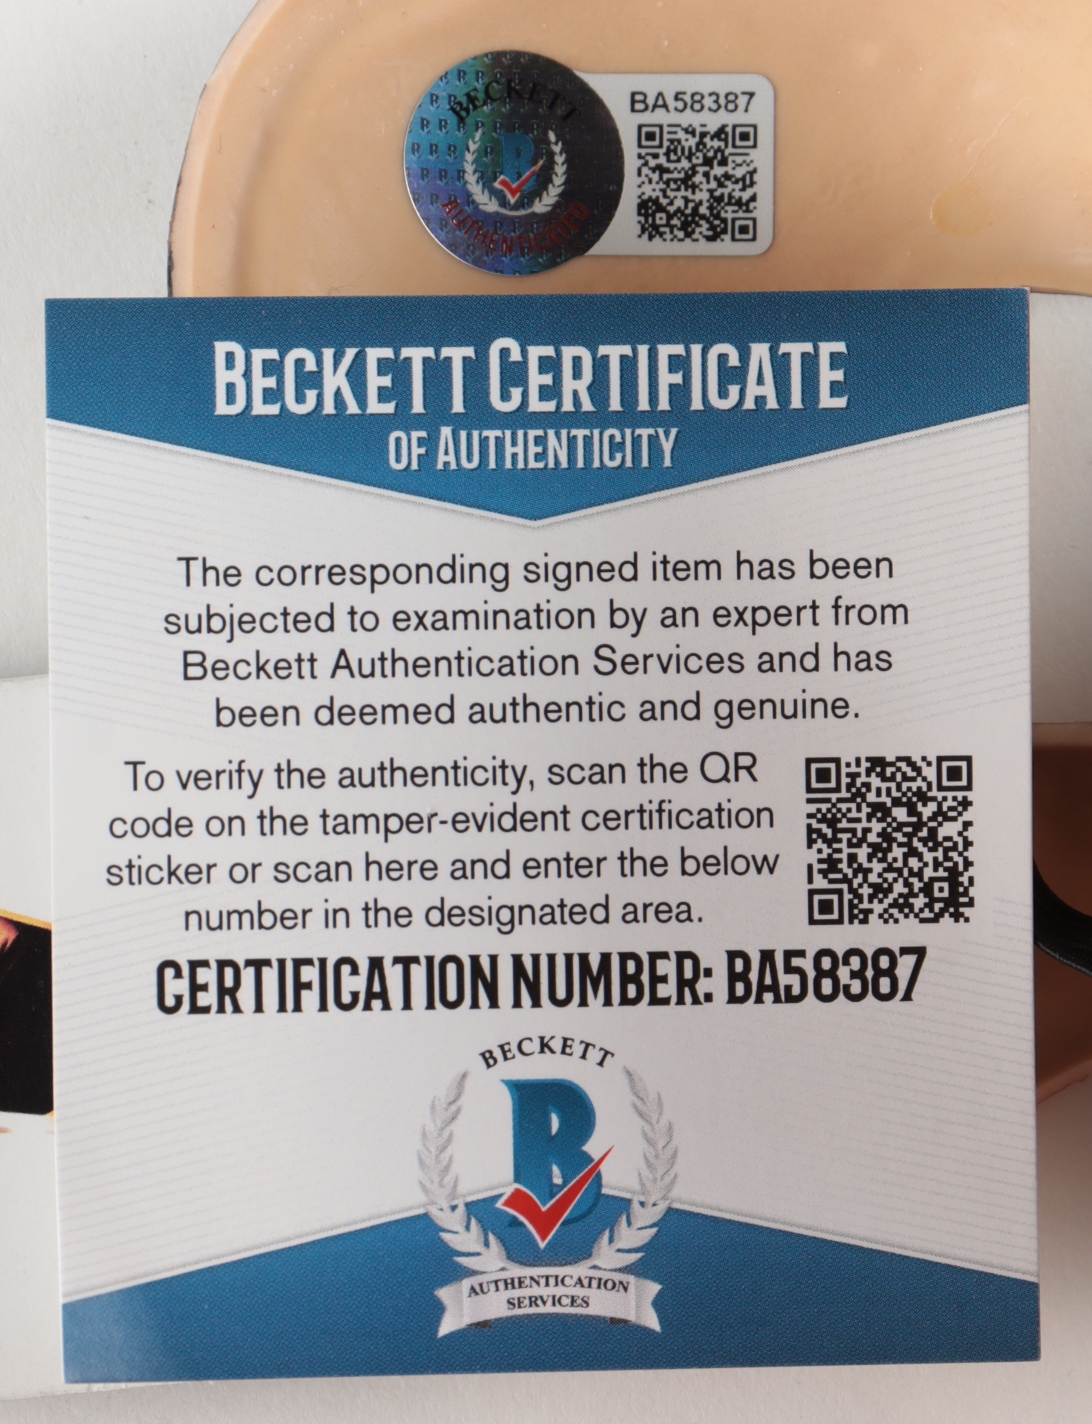 BECKETT
AUTHENTICATED
BA58387
BECKETT CERTIFICATE
OF AUTHENTICITY
The corresponding signed item has been
subjected to examination by an expert from
Beckett Authentication Services and has
been deemed authentic and genuine.
To verify the authenticity, scan the QR
code on the tamper-evident certification
sticker or scan here and enter the below
number in the designated area.
CERTIFICATION NUMBER: BA58387
BECKETT
B
AUTHENTICATION
SERVICES